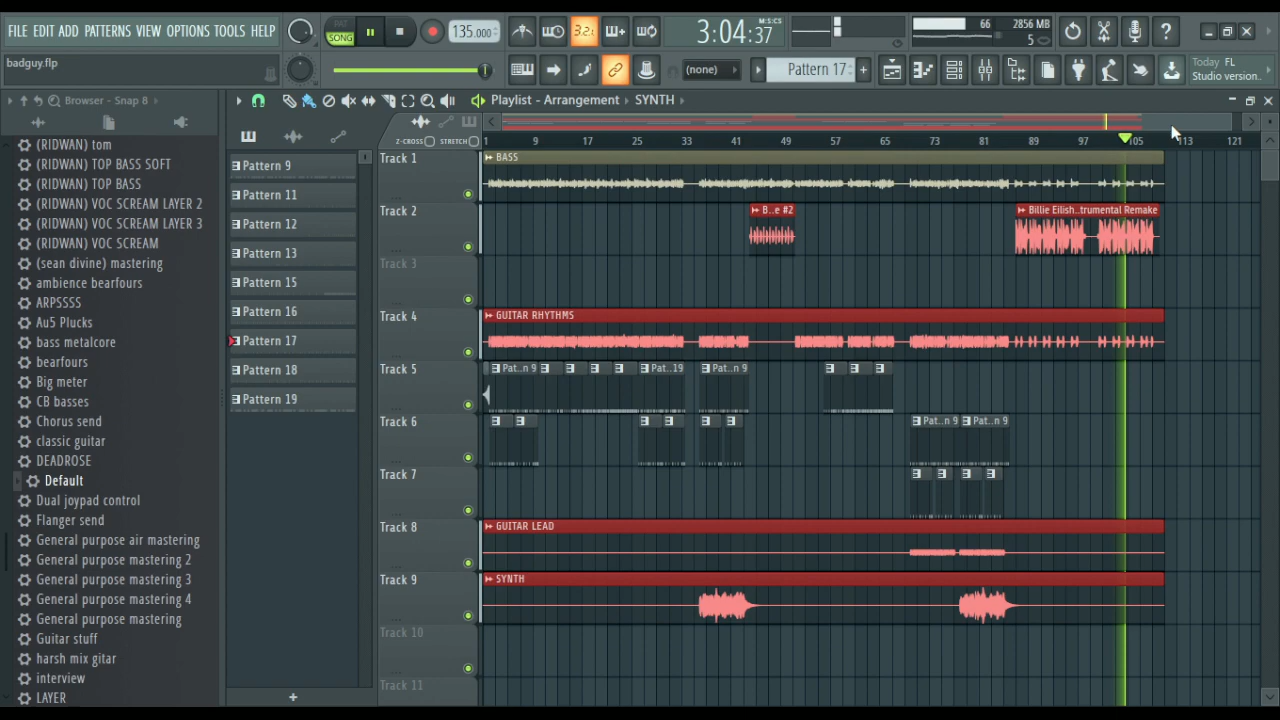 FILE EDIT ADD PATTERNS VIEW OPTIONS TOOLS HELP
badguy.flp
PAT
SONG
135.000
3.2.
3:04:37
M:S:CS
66
2856 MB
5
(none)
Pattern 17
Today FL
Studio version..
Browser - Snap 8
Playlist - Arrangement
SYNTH
Z-CROSS
STRETCH
1 9 17 25 33 41 49 57 65 73 81 89 97 105 113 121
(RIDWAN) tom
(RIDWAN) TOP BASS SOFT
(RIDWAN) TOP BASS
(RIDWAN) VOC SCREAM LAYER 2
(RIDWAN) VOC SCREAM LAYER 3
(RIDWAN) VOC SCREAM
(sean divine) mastering
ambience bearfours
ARPSSSS
Au5 Plucks
bass metalcore
bearfours
Big meter
CB basses
Chorus send
classic guitar
DEADROSE
Default
Dual joypad control
Flanger send
General purpose air mastering
General purpose mastering 2
General purpose mastering 3
General purpose mastering 4
General purpose mastering
Guitar stuff
harsh mix gitar
interview
LAYER
Pattern 9
Pattern 11
Pattern 12
Pattern 13
Pattern 15
Pattern 16
Pattern 17
Pattern 18
Pattern 19
Track 1
BASS
Track 2
B..e #2
Billie Eilish..trumental Remake
Track 3
Track 4
GUITAR RHYTHMS
Track 5
Pat..n 9
Pat..19
Pat..n 9
Track 6
Pat..n 9
Pat..n 9
Track 7
Track 8
GUITAR LEAD
Track 9
SYNTH
Track 10
Track 11